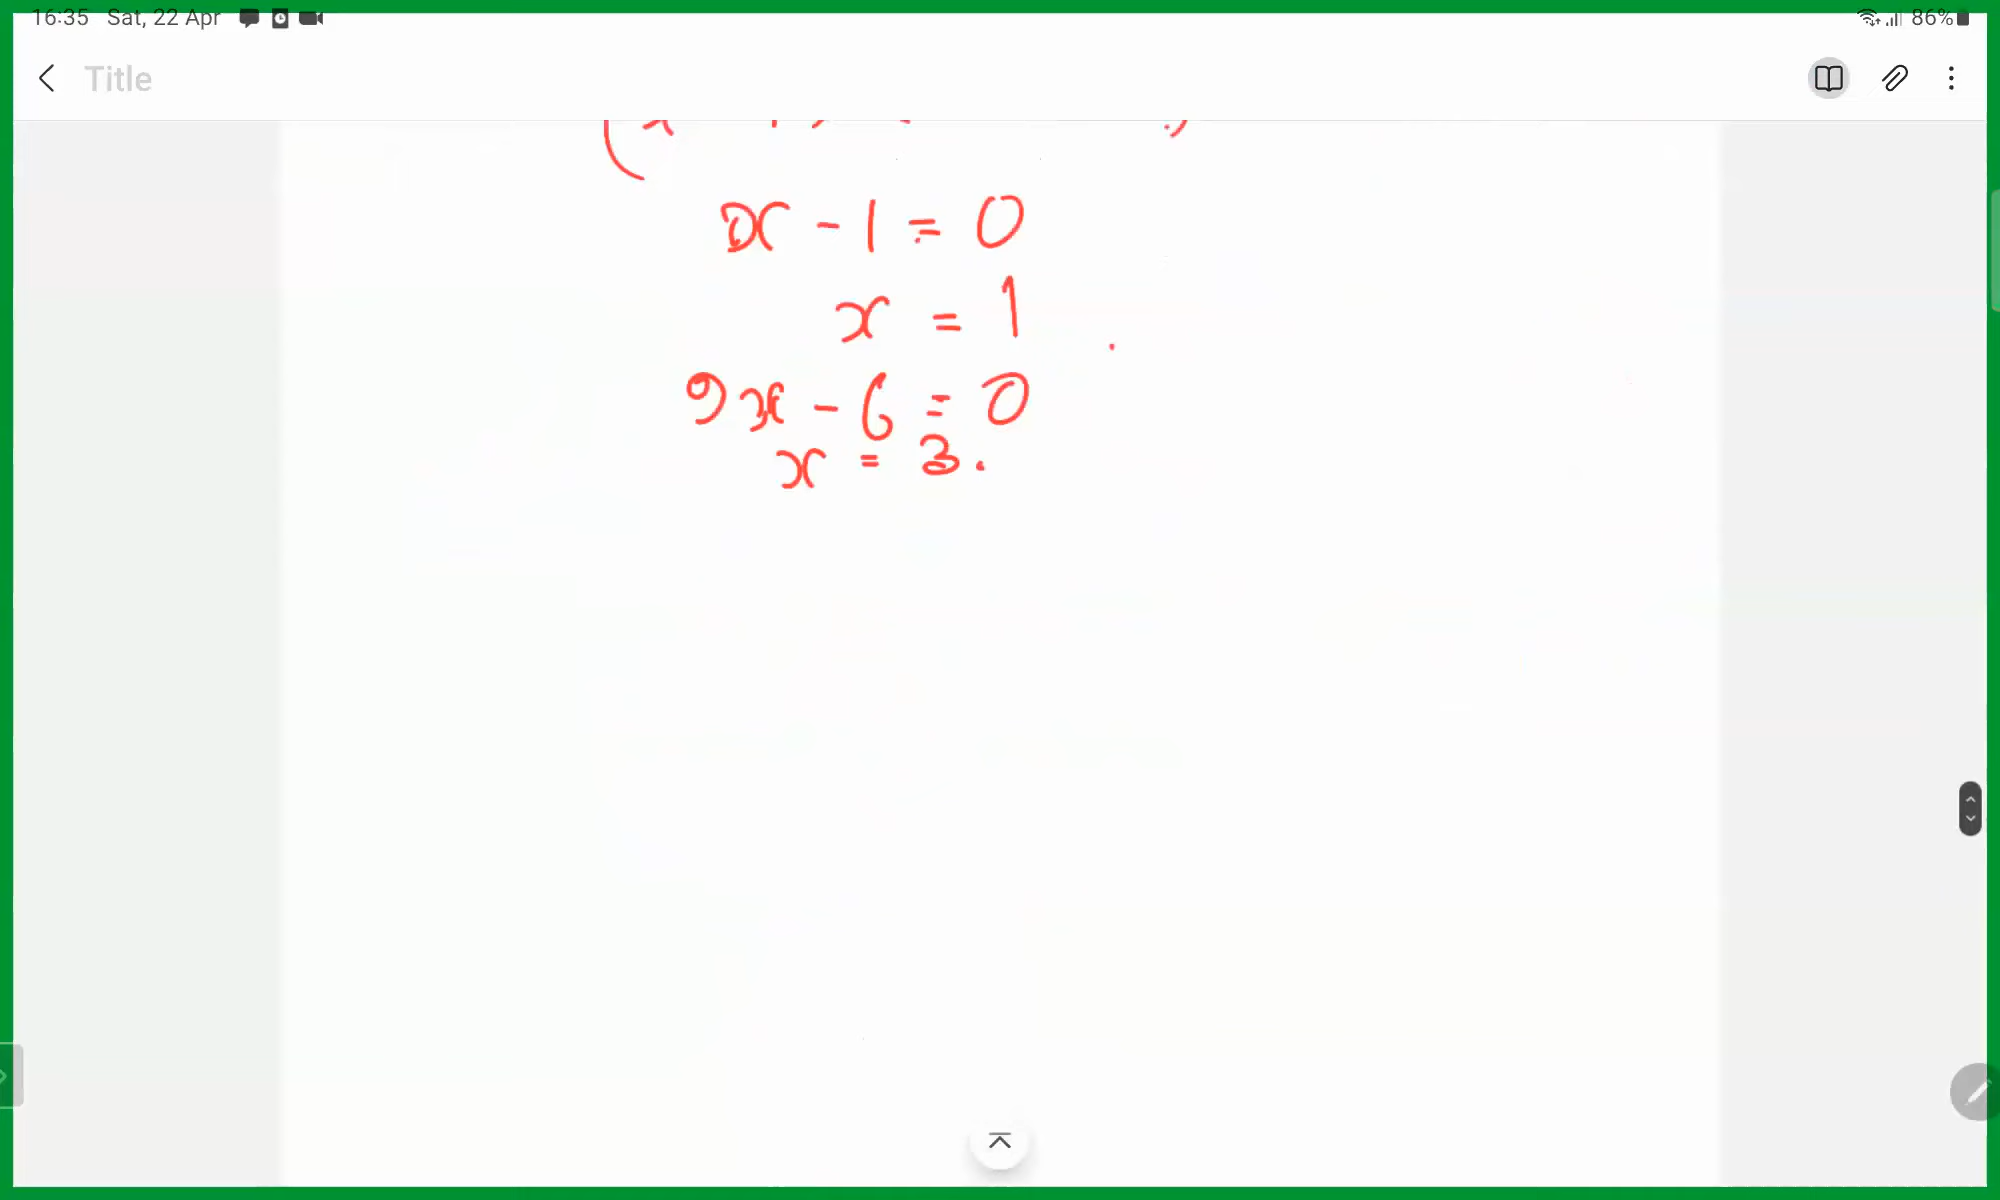 16:35 Sat, 22 Apr 86%
Title
x - 1 = 0
x = 1
9x - 6 = 0
x = 3.